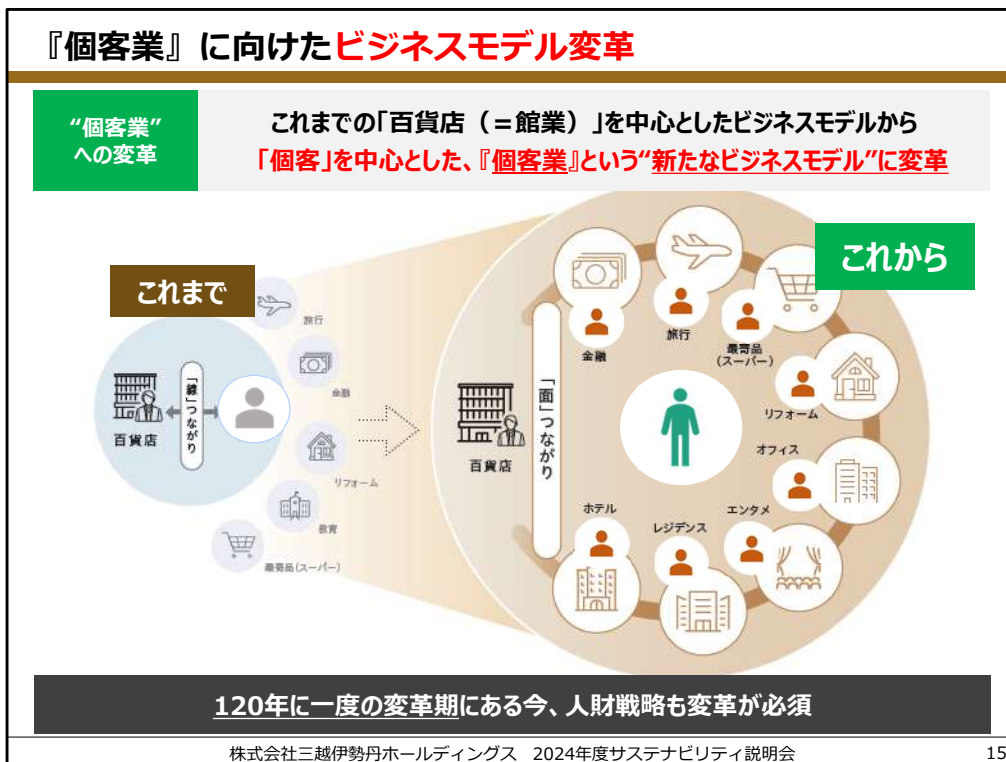 『個客業』に向けたビジネスモデル変革
“個客業”
への変革
これまでの「百貨店（=館業）」を中心としたビジネスモデルから
「個客」を中心とした、『個客業』という“新たなビジネスモデル”に変革
これまで
旅行
金融
百貨店
「線」つながり
リフォーム
教育
最寄品(スーパー)
これから
金融
旅行
最寄品
(スーパー)
リフォーム
オフィス
エンタメ
レジデンス
ホテル
百貨店
「面」つながり
120年に一度の変革期にある今、人財戦略も変革が必須
株式会社三越伊勢丹ホールディングス 2024年度サステナビリティ説明会
15